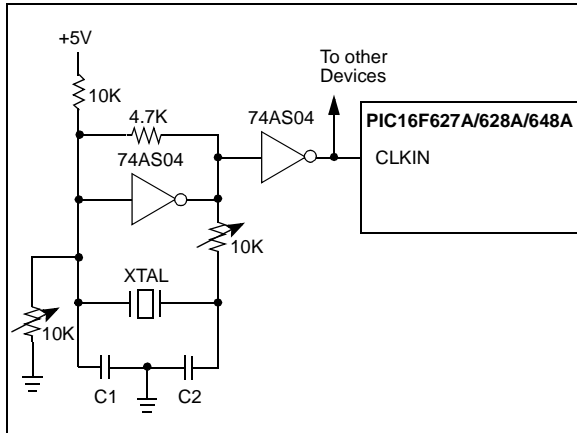 +5V
To other
Devices
10K
4.7K
74AS04
PIC16F627A/628A/648A
74AS04
CLKIN
10K
XTAL
10K
C1
C2